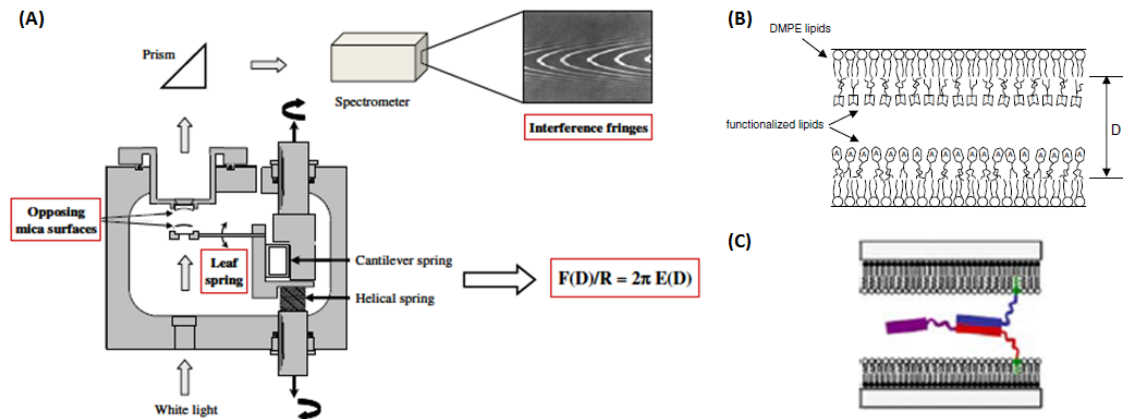 (A)
Prism
Spectrometer
Interference fringes
Opposing
mica surfaces
Leaf
spring
Cantilever spring
Helical spring
White light
F(D)/R = 2π E(D)
(B)
DMPE lipids
functionalized lipids
D
A A A A A A A A A A A A A A A A A A
(C)